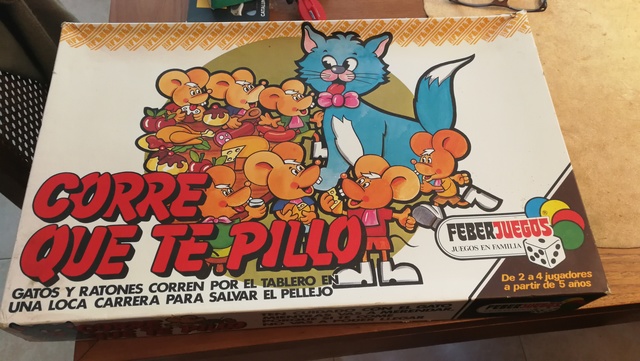 CORRE
QUE TE PILLO
GATOS Y RATONES CORREN POR EL TABLERO EN
UNA LOCA CARRERA PARA SALVAR EL PELLEJO
FEBERJUEGOS
JUEGOS EN FAMILIA
De 2 a 4 jugadores
a partir de 5 años